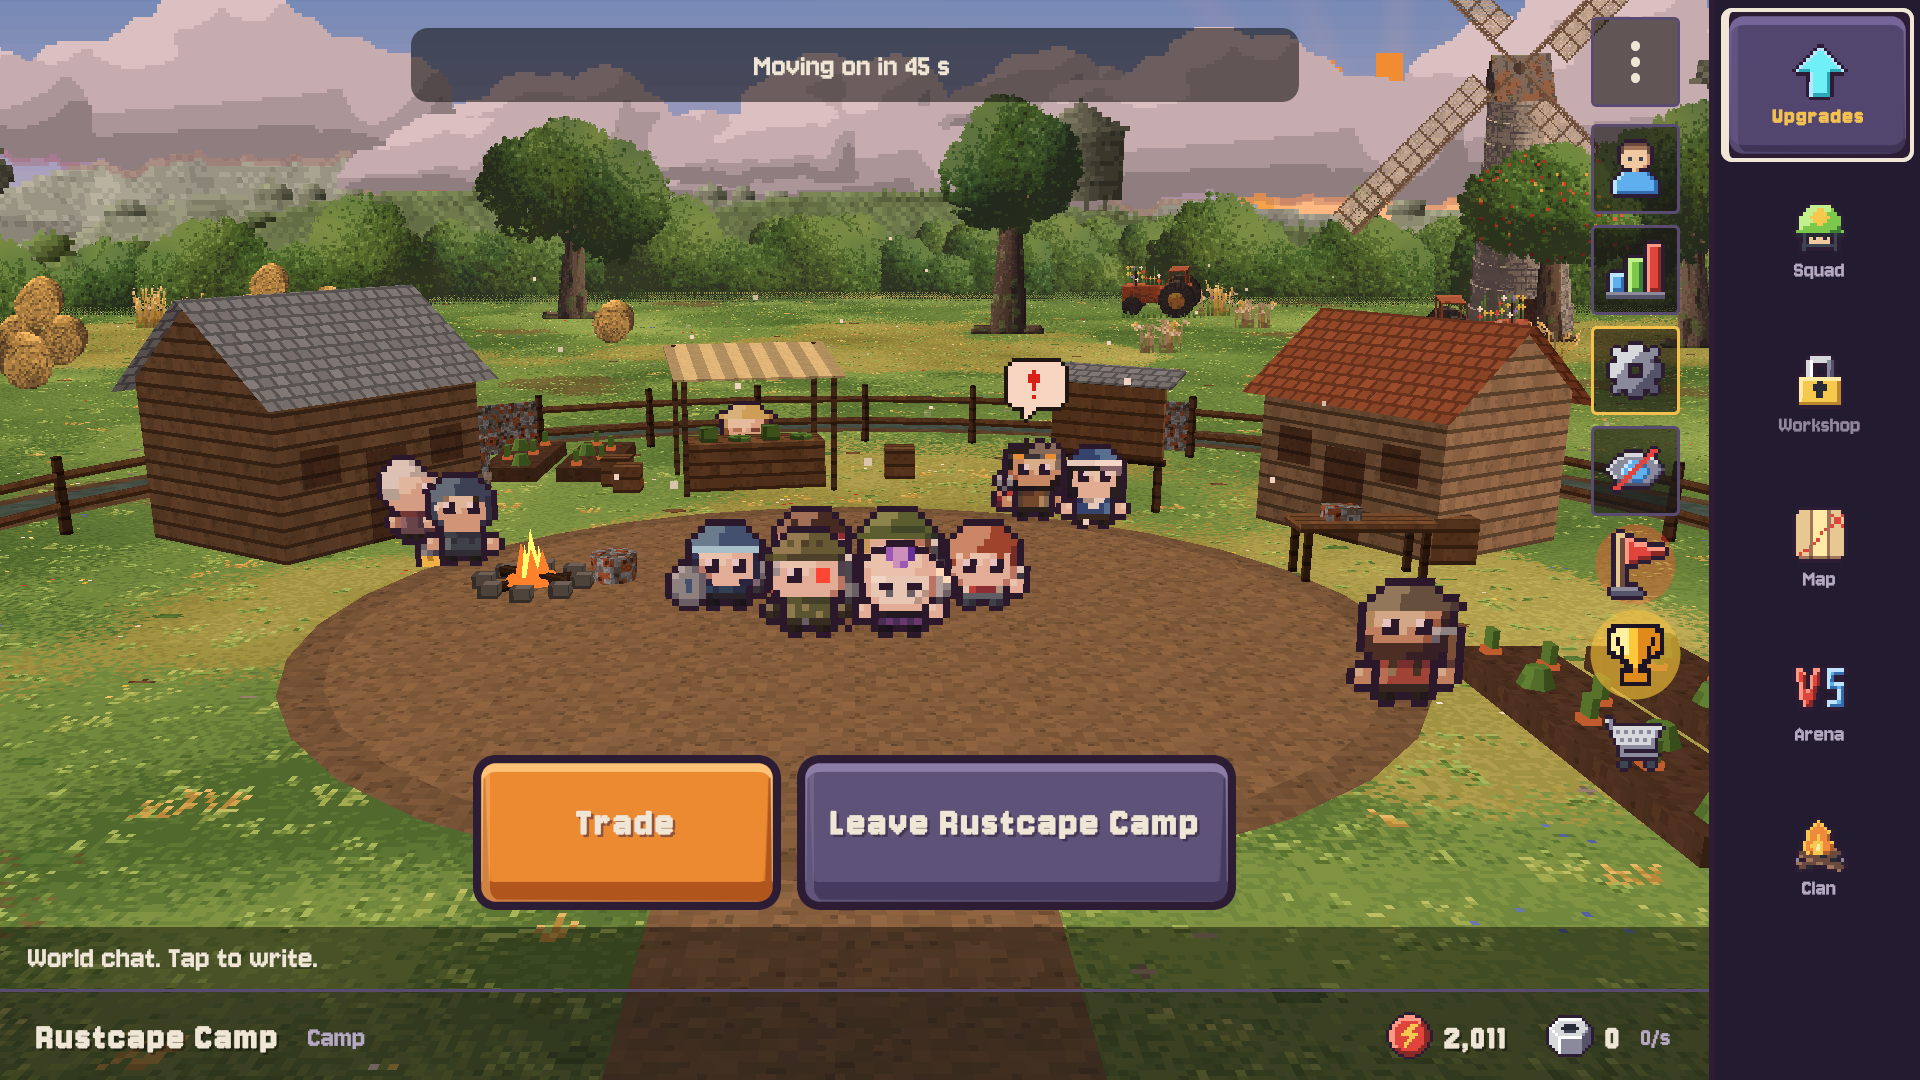 Moving on in 45 s
Upgrades
Squad
Workshop
Map
VS
Arena
Clan
Trade
Leave Rustcape Camp
World chat. Tap to write.
Rustcape Camp
Camp
2,011
0
0/s